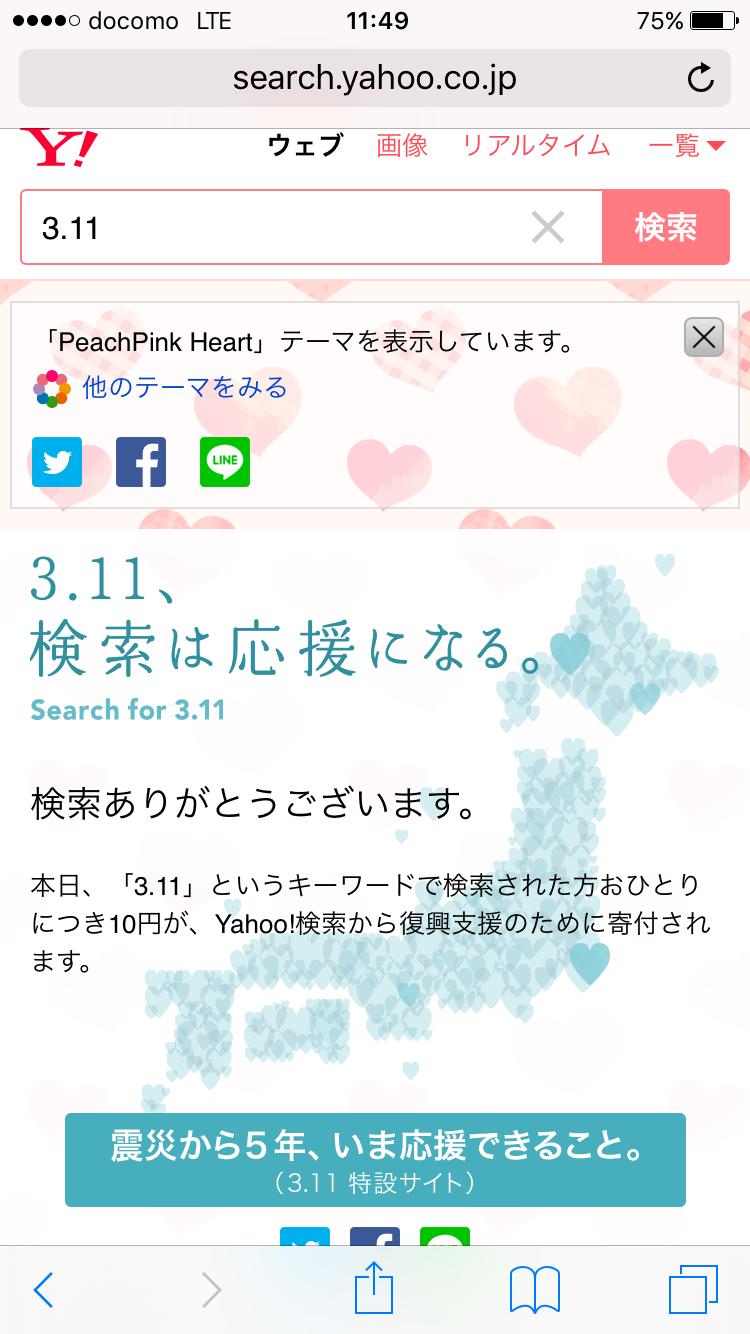 docomo LTE 11:49 75%
search.yahoo.co.jp
Y! ウェブ 画像 リアルタイム 一覧
3.11 検索
「PeachPink Heart」テーマを表示しています。
他のテーマをみる
LINE
3.11、
検索は応援になる。
Search for 3.11
検索ありがとうございます。
本日、「3.11」というキーワードで検索された方おひとり
につき10円が、Yahoo!検索から復興支援のために寄付され
ます。
震災から５年、いま応援できること。
（3.11 特設サイト）